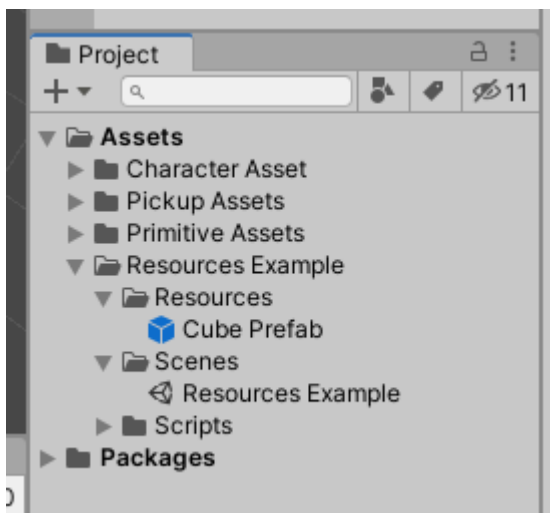 Project
11
Assets
Character Asset
Pickup Assets
Primitive Assets
Resources Example
Resources
Cube Prefab
Scenes
Resources Example
Scripts
Packages